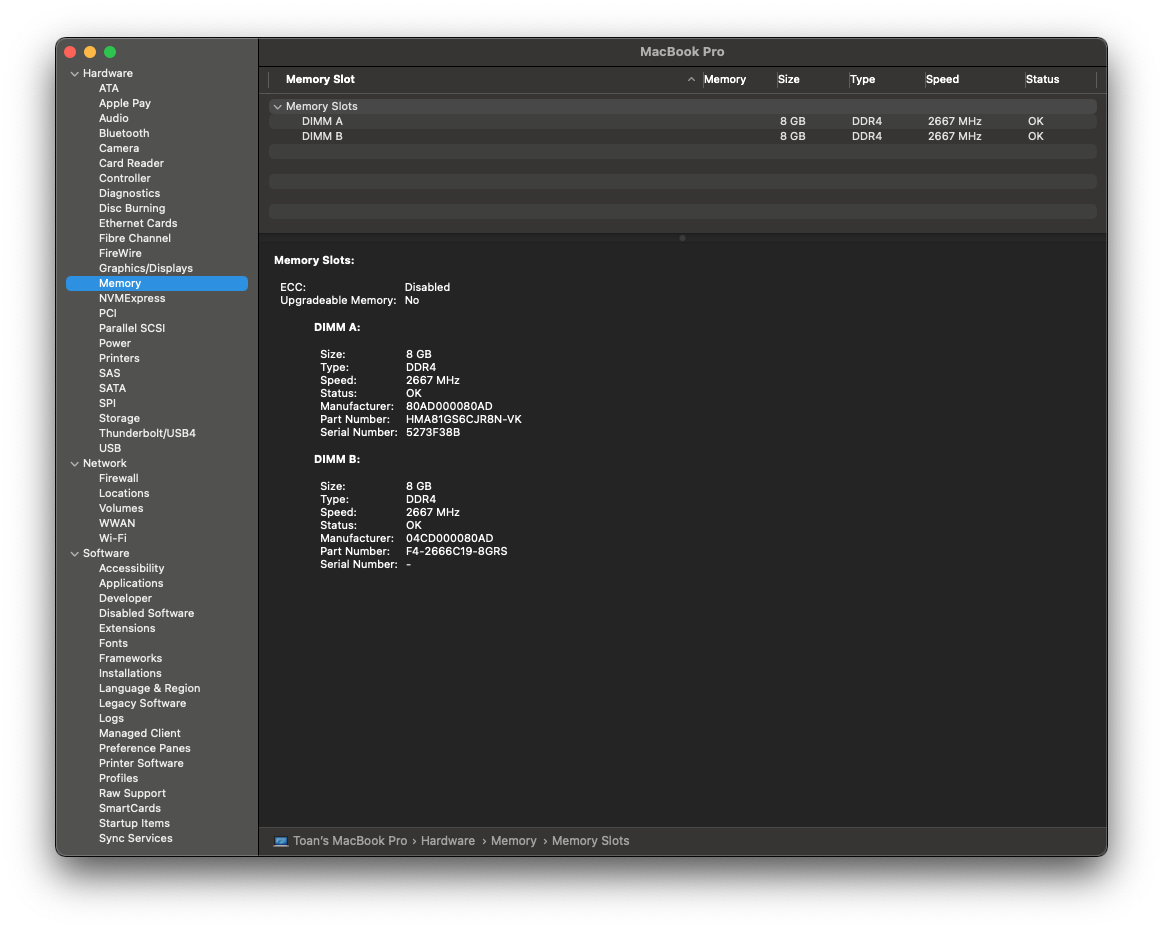 MacBook Pro
Hardware
ATA
Apple Pay
Audio
Bluetooth
Camera
Card Reader
Controller
Diagnostics
Disc Burning
Ethernet Cards
Fibre Channel
FireWire
Graphics/Displays
Memory
NVMExpress
PCI
Parallel SCSI
Power
Printers
SAS
SATA
SPI
Storage
Thunderbolt/USB4
USB
Network
Firewall
Locations
Volumes
WWAN
Wi-Fi
Software
Accessibility
Applications
Developer
Disabled Software
Extensions
Fonts
Frameworks
Installations
Language & Region
Legacy Software
Logs
Managed Client
Preference Panes
Printer Software
Profiles
Raw Support
SmartCards
Startup Items
Sync Services
Memory Slot Memory Size Type Speed Status
Memory Slots
DIMM A 8 GB DDR4 2667 MHz OK
DIMM B 8 GB DDR4 2667 MHz OK
Memory Slots:
ECC: Disabled
Upgradeable Memory: No
DIMM A:
Size: 8 GB
Type: DDR4
Speed: 2667 MHz
Status: OK
Manufacturer: 80AD000080AD
Part Number: HMA81GS6CJR8N-VK
Serial Number: 5273F38B
DIMM B:
Size: 8 GB
Type: DDR4
Speed: 2667 MHz
Status: OK
Manufacturer: 04CD000080AD
Part Number: F4-2666C19-8GRS
Serial Number: -
Toan's MacBook Pro › Hardware › Memory › Memory Slots